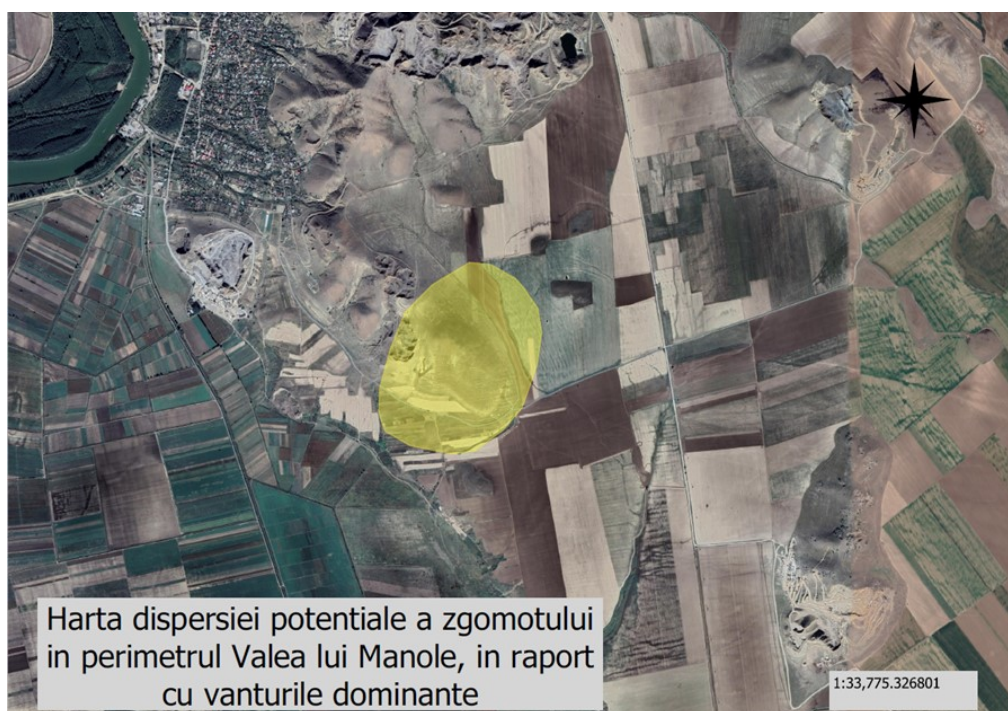 Harta dispersiei potentiale a zgomotului
in perimetrul Valea lui Manole, in raport
cu vanturile dominante
1:33,775.326801